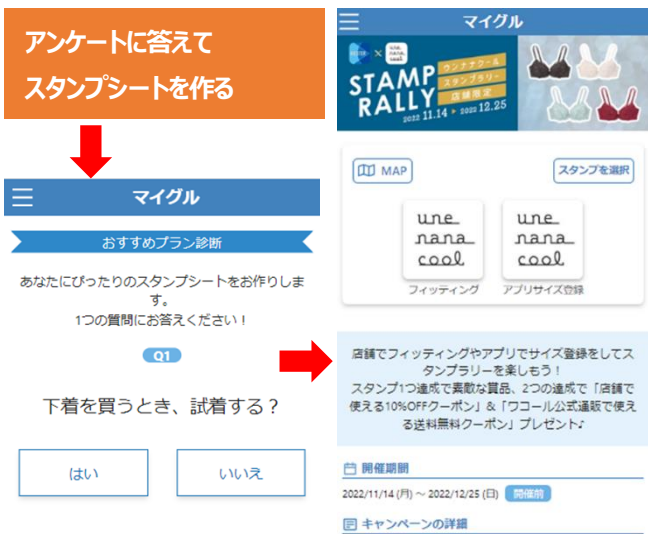 アンケートに答えて
スタンプシートを作る
マイグル
おすすめプラン診断
あなたにぴったりのスタンプシートをお作りしま
す。
1つの質問にお答えください！
Q1
下着を買うとき、試着する？
はい
いいえ
マイグル
une
nana
cool
STAMP
RALLY
ウンナナクール
スタンプラリー
店舗限定
2022 11.14 ▶ 2022 12.25
MAP
スタンプを選択
une
nana
cool
フィッティング
une
nana
cool
アプリサイズ登録
店舗でフィッティングやアプリでサイズ登録をしてス
タンプラリーを楽しもう！
スタンプ1つ達成で素敵な賞品、2つの達成で「店舗で
使える10%OFFクーポン」＆「ワコール公式通販で使え
る送料無料クーポン」プレゼント♪
開催期間
2022/11/14 (月) ～ 2022/12/25 (日) 開催前
キャンペーンの詳細